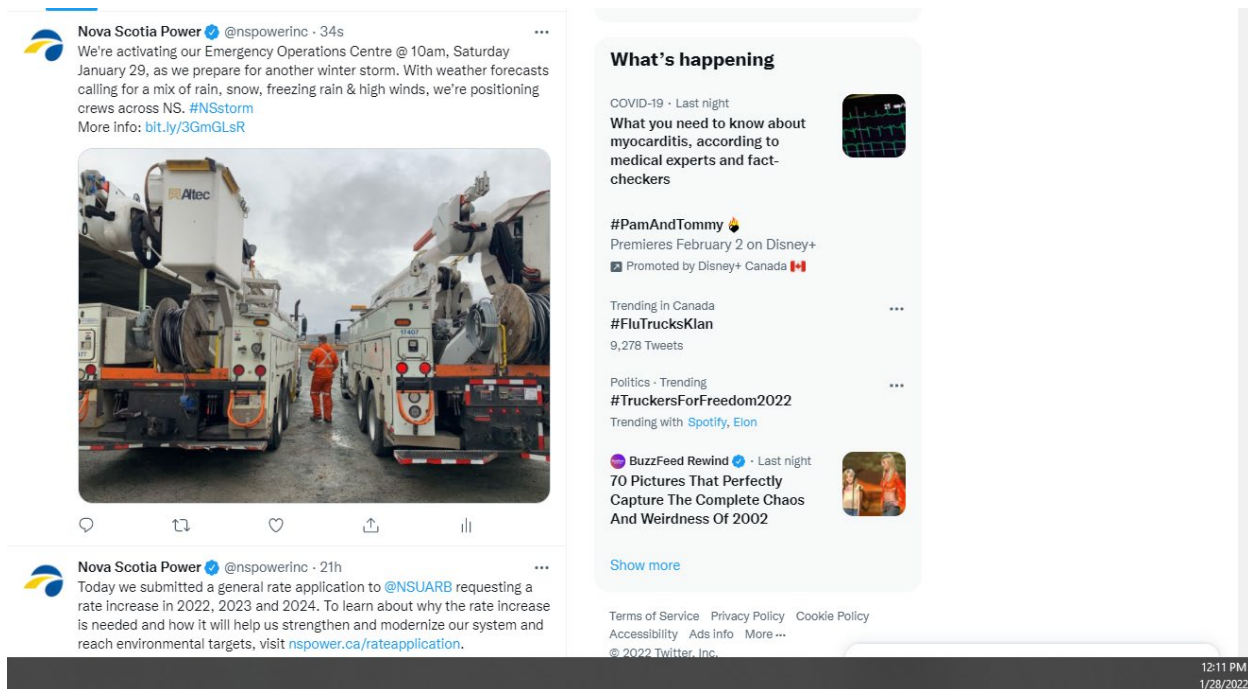 Nova Scotia Power @nspowerinc · 34s
We're activating our Emergency Operations Centre @ 10am, Saturday
January 29, as we prepare for another winter storm. With weather forecasts
calling for a mix of rain, snow, freezing rain & high winds, we're positioning
crews across NS. #NSstorm
More info: bit.ly/3GmGLsR
Altec
17407
Nova Scotia Power @nspowerinc · 21h
Today we submitted a general rate application to @NSUARB requesting a
rate increase in 2022, 2023 and 2024. To learn about why the rate increase
is needed and how it will help us strengthen and modernize our system and
reach environmental targets, visit nspower.ca/rateapplication.
What's happening
COVID-19 · Last night
What you need to know about
myocarditis, according to
medical experts and fact-
checkers
#PamAndTommy
Premieres February 2 on Disney+
Promoted by Disney+ Canada
Trending in Canada
#FluTrucksKlan
9,278 Tweets
Politics · Trending
#TruckersForFreedom2022
Trending with Spotify, Elon
BuzzFeed Rewind · Last night
70 Pictures That Perfectly
Capture The Complete Chaos
And Weirdness Of 2002
Show more
Terms of Service Privacy Policy Cookie Policy
Accessibility Ads info More ···
© 2022 Twitter, Inc.
12:11 PM
1/28/2022